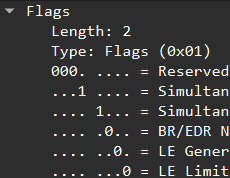 Flags
Length: 2
Type: Flags (0x01)
000. .... = Reserved
...1 .... = Simultan
.... 1... = Simultan
.... .0.. = BR/EDR N
.... ..0. = LE Gener
.... ...0 = LE Limit